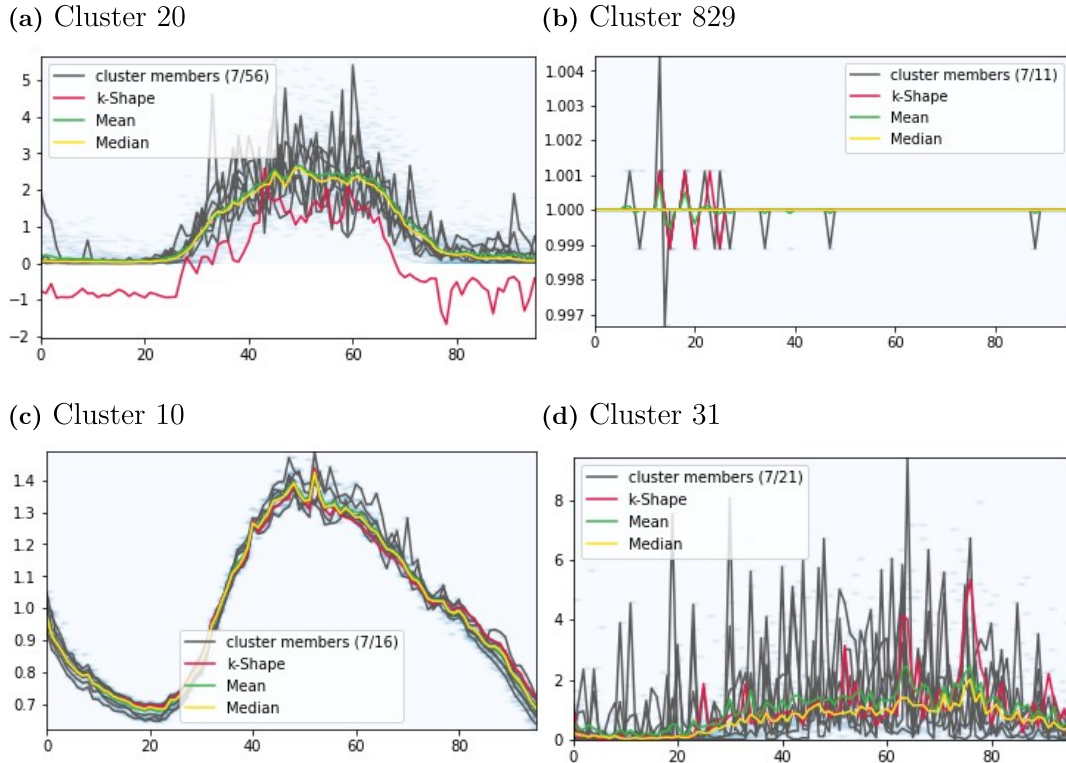 (a) Cluster 20
5
4
3
2
1
0
−1
−2
cluster members (7/56)
k-Shape
Mean
Median
0 20 40 60 80
(b) Cluster 829
1.004
1.003
1.002
1.001
1.000
0.999
0.998
0.997
cluster members (7/11)
k-Shape
Mean
Median
0 20 40 60 80
(c) Cluster 10
1.4
1.3
1.2
1.1
1.0
0.9
0.8
0.7
cluster members (7/16)
k-Shape
Mean
Median
0 20 40 60 80
(d) Cluster 31
8
6
4
2
0
cluster members (7/21)
k-Shape
Mean
Median
0 20 40 60 80